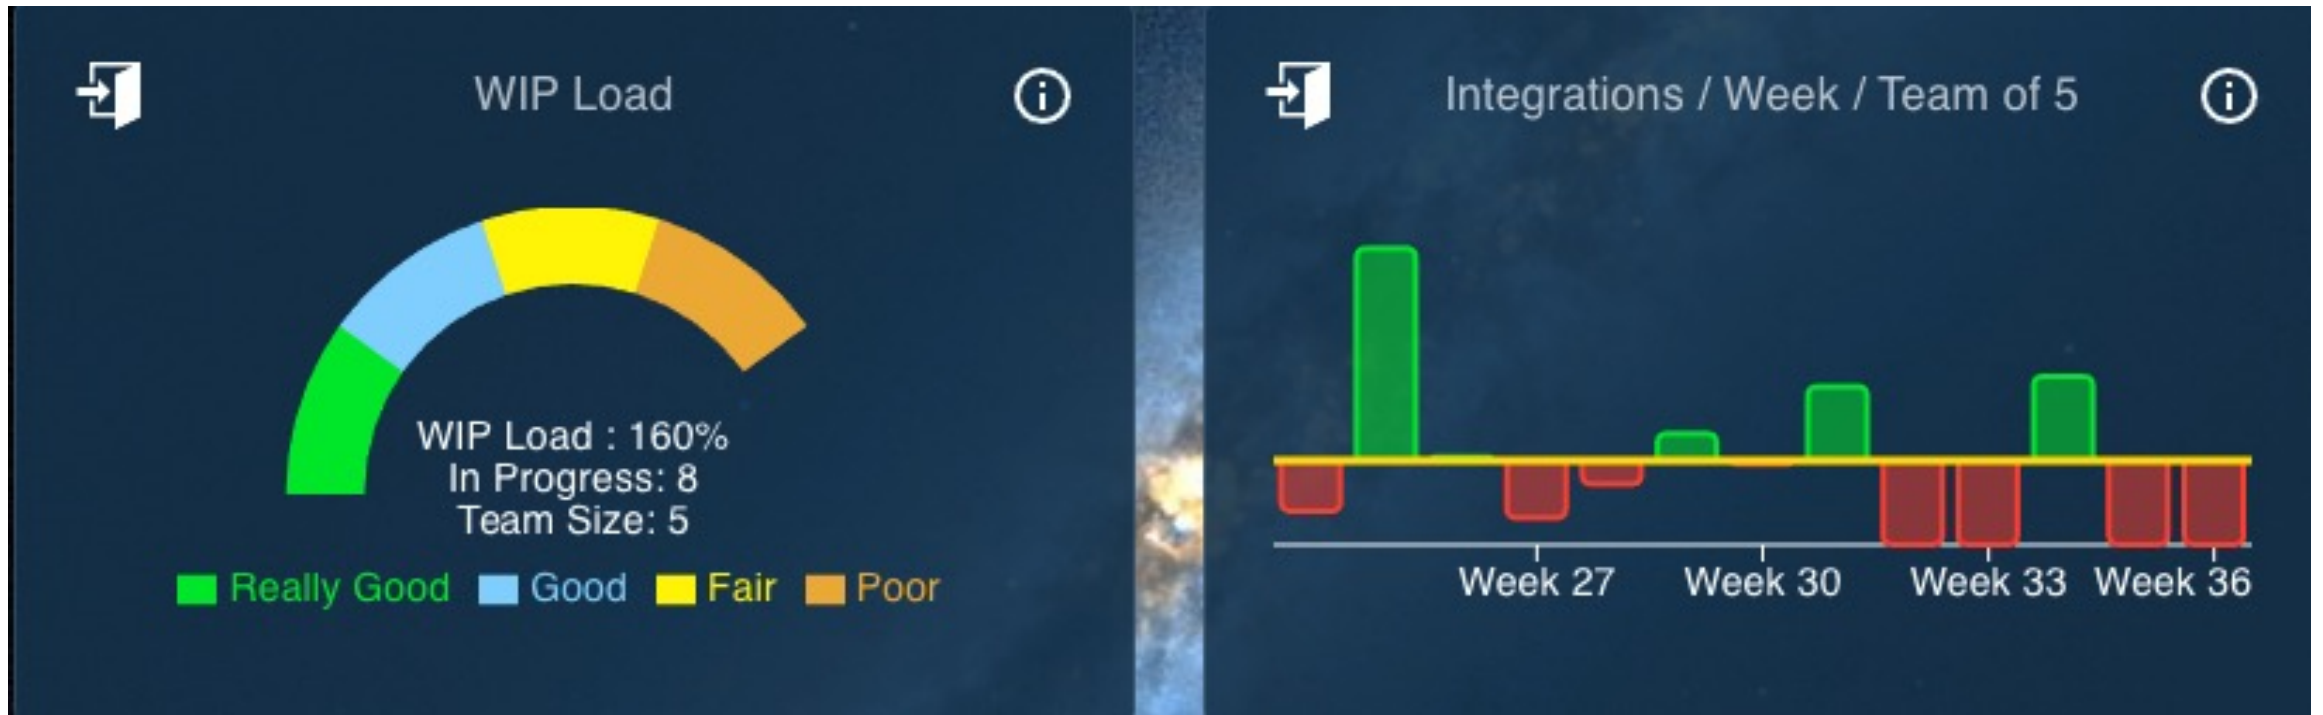 WIP Load
WIP Load : 160%
In Progress: 8
Team Size: 5
Really Good Good Fair Poor
Integrations / Week / Team of 5
Week 27 Week 30 Week 33 Week 36